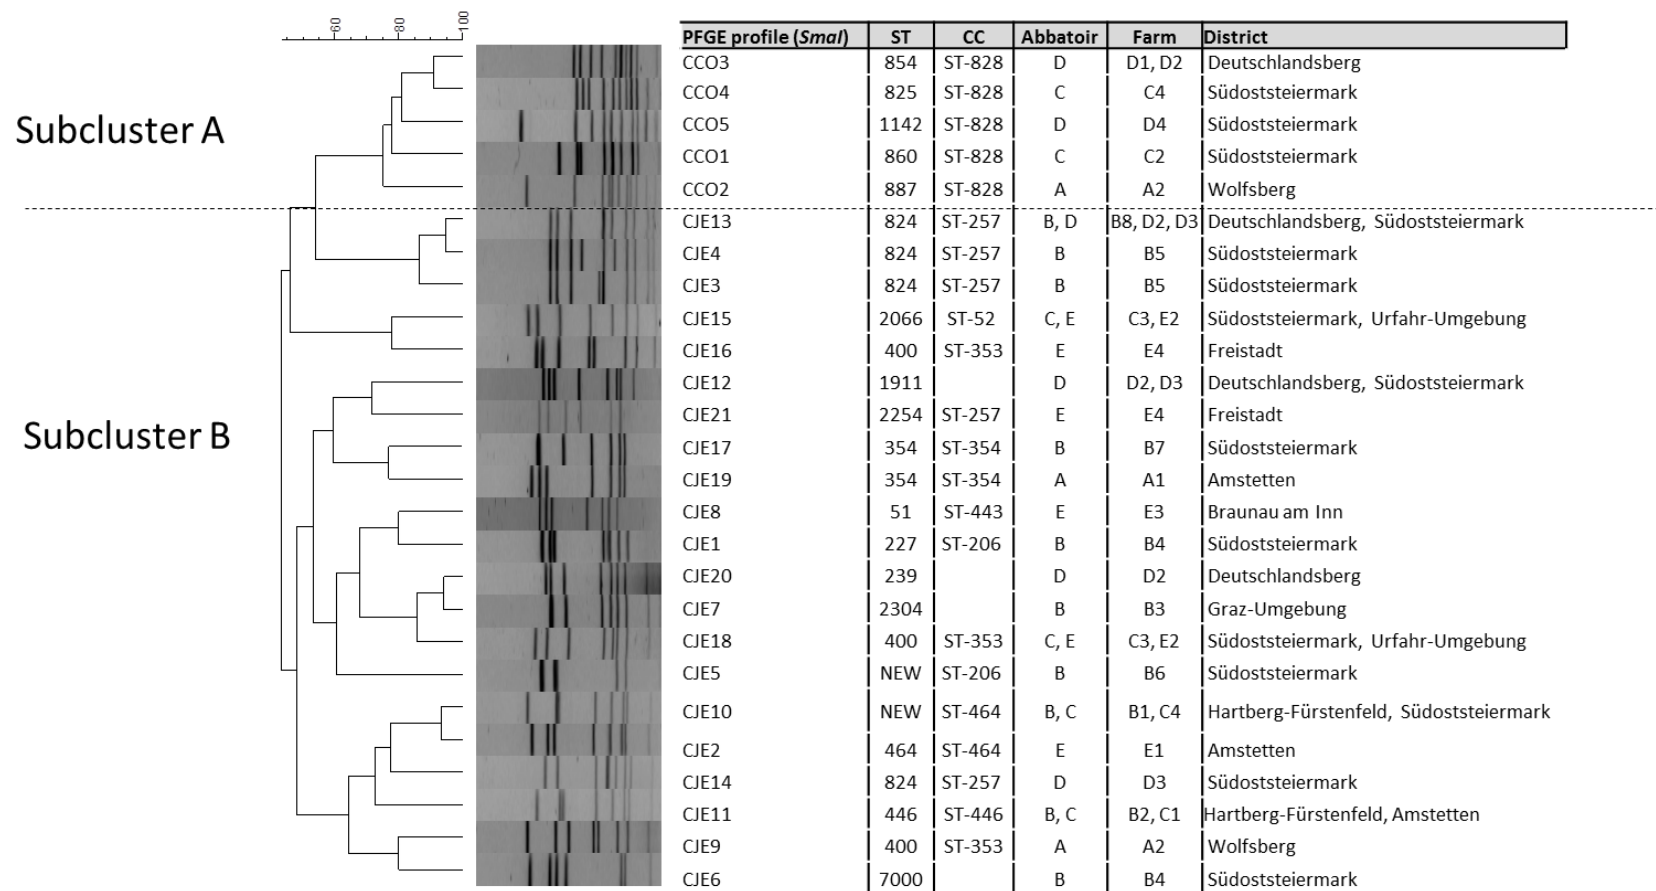 60 80 100
PFGE profile (SmaI) ST CC Abbatoir Farm District
CCO3 854 ST-828 D D1, D2 Deutschlandsberg
CCO4 825 ST-828 C C4 Südoststeiermark
Subcluster A
CCO5 1142 ST-828 D D4 Südoststeiermark
CCO1 860 ST-828 C C2 Südoststeiermark
CCO2 887 ST-828 A A2 Wolfsberg
CJE13 824 ST-257 B, D B8, D2, D3 Deutschlandsberg, Südoststeiermark
CJE4 824 ST-257 B B5 Südoststeiermark
CJE3 824 ST-257 B B5 Südoststeiermark
CJE15 2066 ST-52 C, E C3, E2 Südoststeiermark, Urfahr-Umgebung
CJE16 400 ST-353 E E4 Freistadt
CJE12 1911 D D2, D3 Deutschlandsberg, Südoststeiermark
CJE21 2254 ST-257 E E4 Freistadt
Subcluster B
CJE17 354 ST-354 B B7 Südoststeiermark
CJE19 354 ST-354 A A1 Amstetten
CJE8 51 ST-443 E E3 Braunau am Inn
CJE1 227 ST-206 B B4 Südoststeiermark
CJE20 239 D D2 Deutschlandsberg
CJE7 2304 B B3 Graz-Umgebung
CJE18 400 ST-353 C, E C3, E2 Südoststeiermark, Urfahr-Umgebung
CJE5 NEW ST-206 B B6 Südoststeiermark
CJE10 NEW ST-464 B, C B1, C4 Hartberg-Fürstenfeld, Südoststeiermark
CJE2 464 ST-464 E E1 Amstetten
CJE14 824 ST-257 D D3 Südoststeiermark
CJE11 446 ST-446 B, C B2, C1 Hartberg-Fürstenfeld, Amstetten
CJE9 400 ST-353 A A2 Wolfsberg
CJE6 7000 B B4 Südoststeiermark